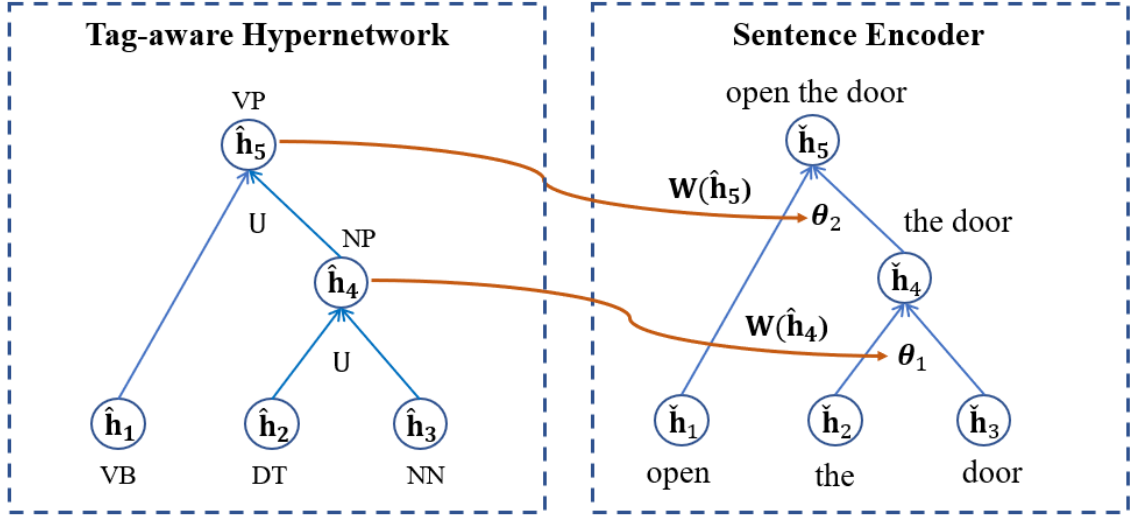 Tag-aware Hypernetwork
VP
ĥ₅
U
NP
ĥ₄
U
ĥ₁
ĥ₂
ĥ₃
VB
DT
NN
W(ĥ₅)
W(ĥ₄)
Sentence Encoder
open the door
ȟ₅
θ₂
the door
ȟ₄
θ₁
ȟ₁
ȟ₂
ȟ₃
open
the
door